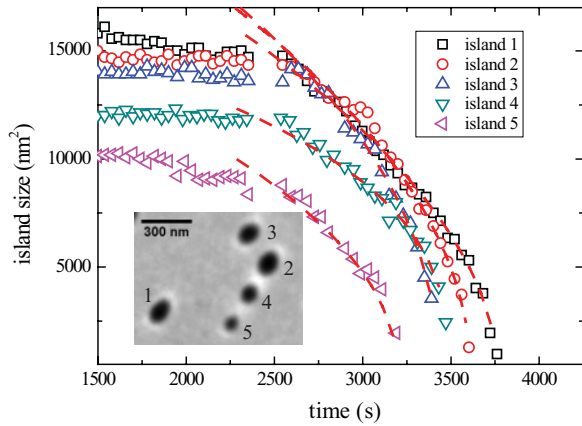 island size (nm²)
15000
10000
5000
1500
2000
2500
3000
3500
4000
time (s)
island 1
island 2
island 3
island 4
island 5
300 nm
3
2
4
1
5